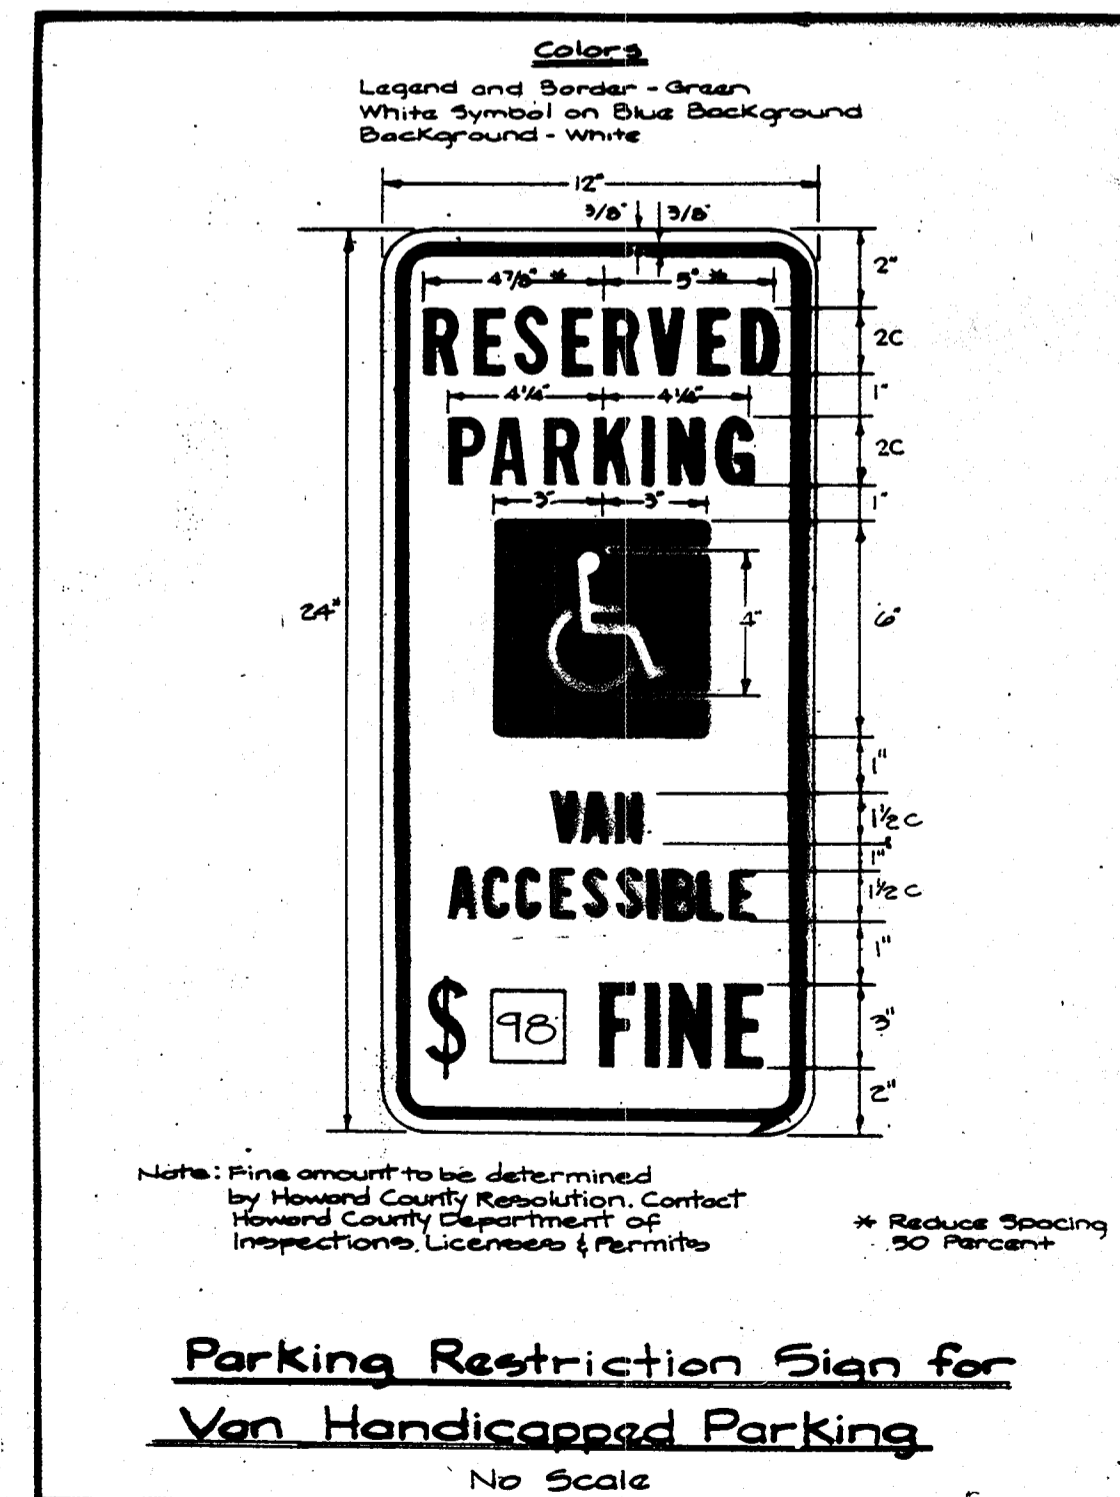 Colors
Legend and Border - Green
White Symbol on Blue Background
Background - White
12"
3/8" 3/8"
2"
4 7/8" * 5" *
RESERVED
2C
4 1/4" 4 1/4"
1"
PARKING
2C
3" 3"
1"
24"
4"
6"
1"
VAN
1 1/2 C
1"
ACCESSIBLE
1 1/2 C
1"
$ 98 FINE
3"
2"
Note: Fine amount to be determined
by Howard County Resolution. Contact
Howard County Department of
Inspections, Licenses & Permits
* Reduce Spacing
50 Percent
Parking Restriction Sign for
Van Handicapped Parking
No Scale